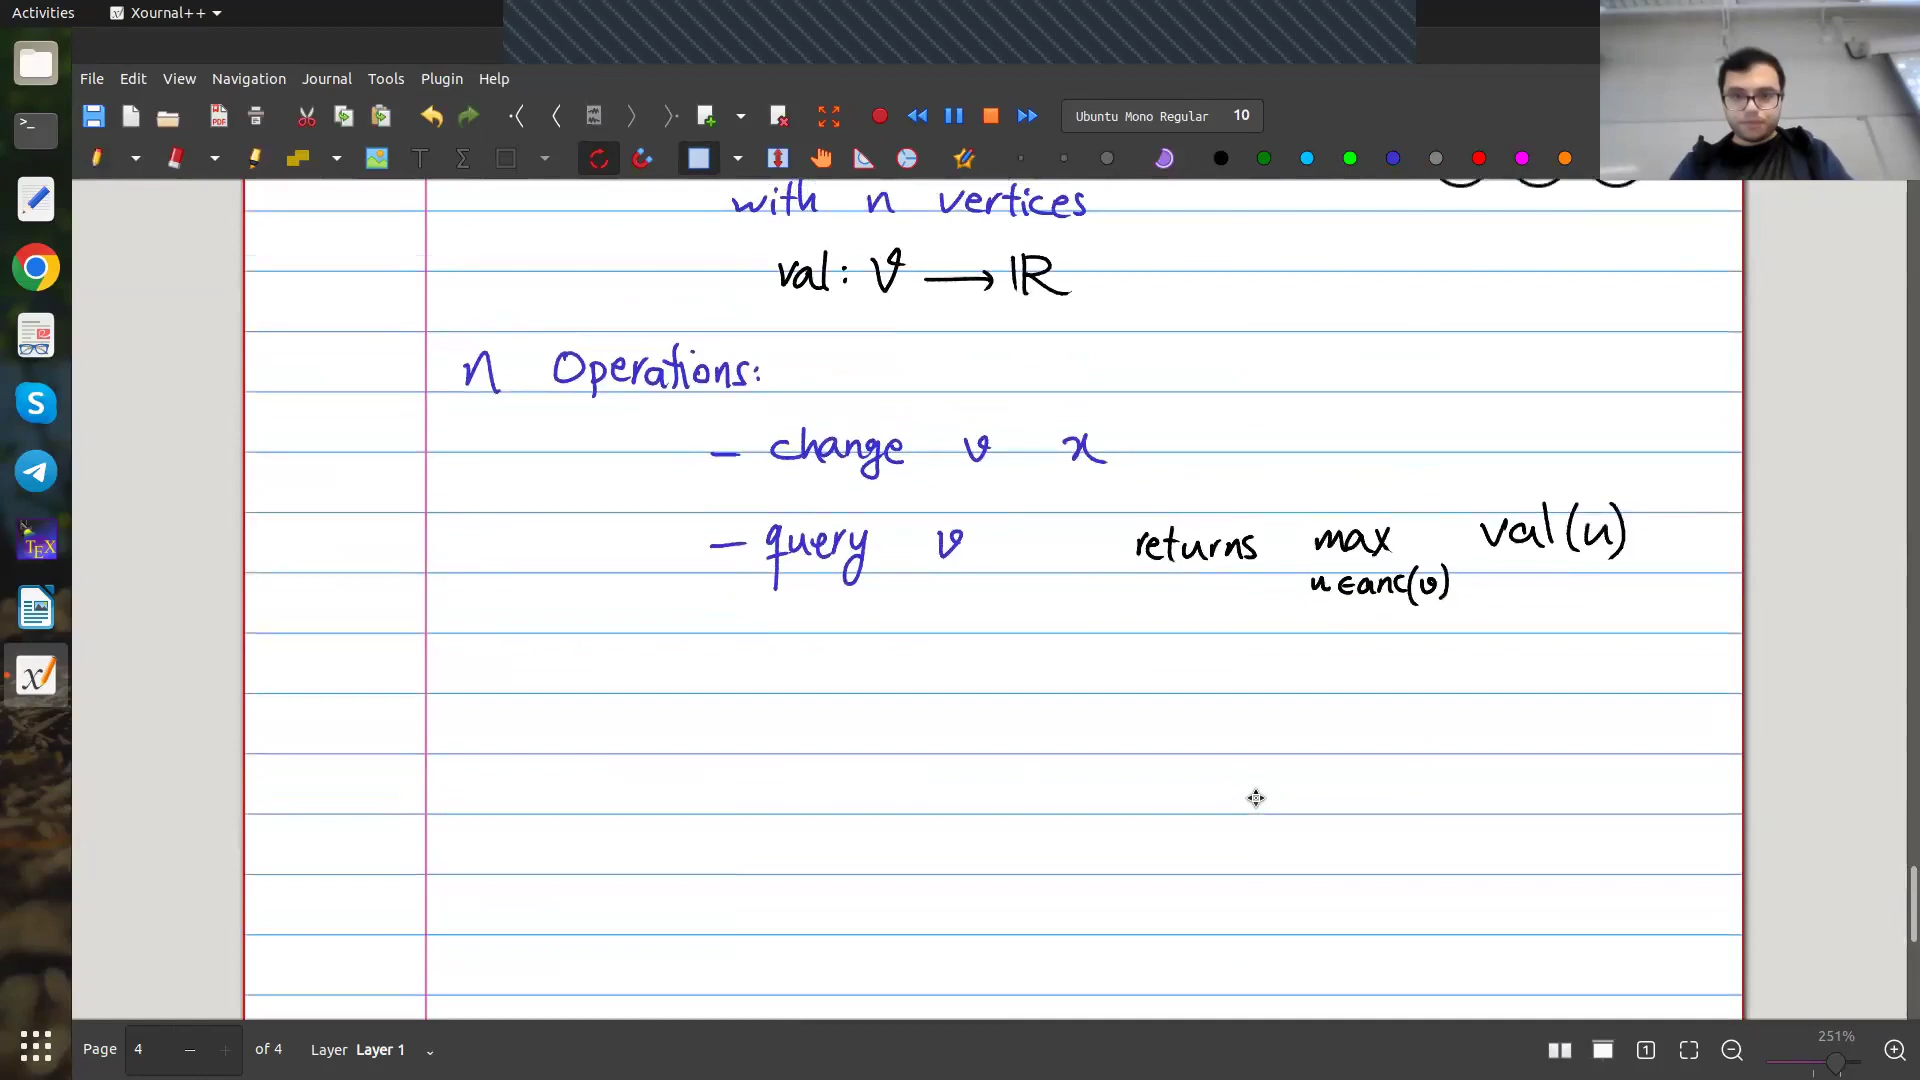 Activities Xournal++
File Edit View Navigation Journal Tools Plugin Help
Ubuntu Mono Regular 10
with n vertices
val: V ⟶ ℝ
n Operations:
- change v x
- query v returns max val(u)
u∈anc(v)
Page 4 of 4 Layer Layer 1 251%